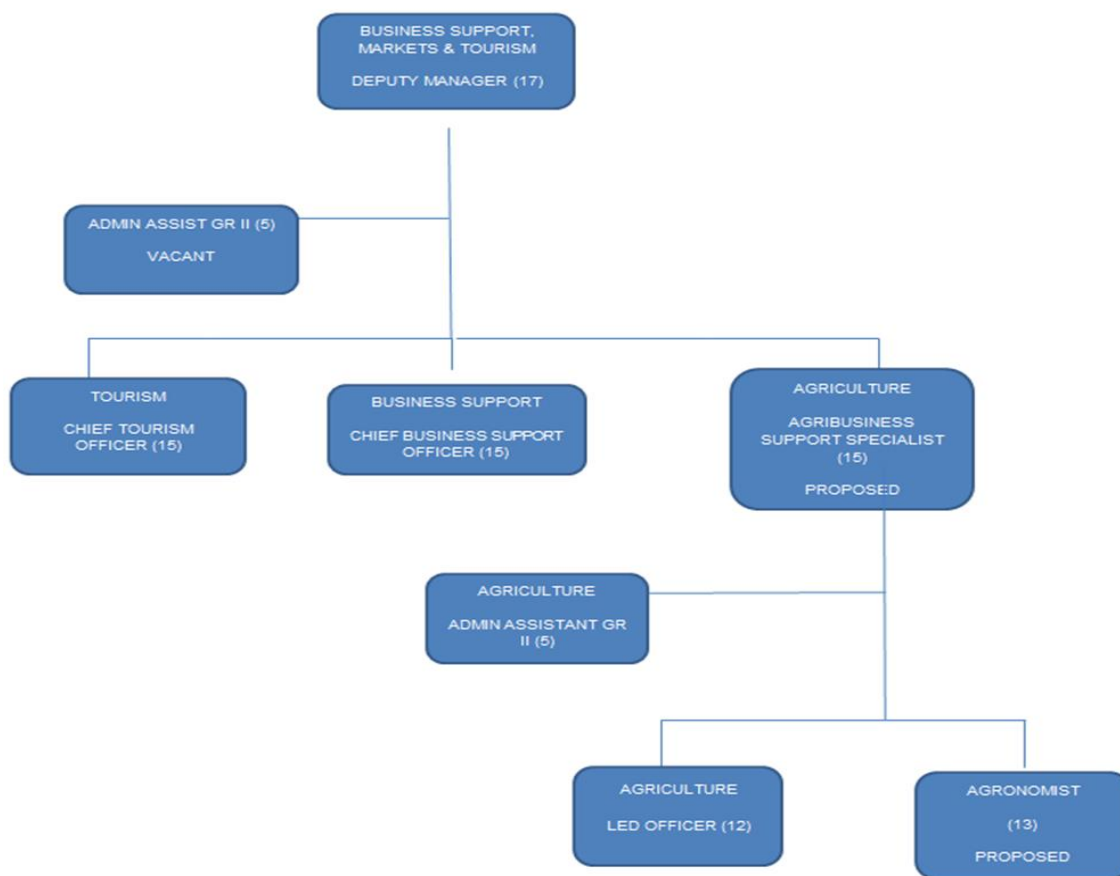 BUSINESS SUPPORT,
MARKETS & TOURISM
DEPUTY MANAGER (17)
ADMIN ASSIST GR II (5)
VACANT
TOURISM
CHIEF TOURISM
OFFICER (15)
BUSINESS SUPPORT
CHIEF BUSINESS SUPPORT
OFFICER (15)
AGRICULTURE
AGRIBUSINESS
SUPPORT SPECIALIST
(15)
PROPOSED
AGRICULTURE
ADMIN ASSISTANT GR
II (5)
AGRICULTURE
LED OFFICER (12)
AGRONOMIST
(13)
PROPOSED